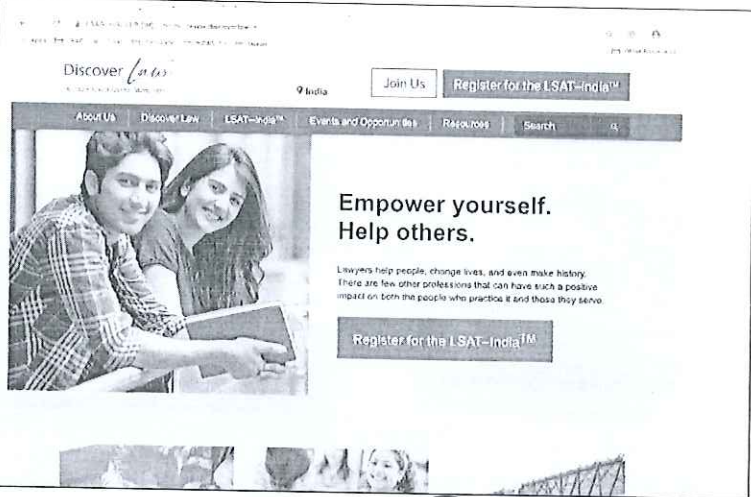 Discover Law
India
Join Us
Register for the LSAT–India™
About Us
Discover Law
LSAT–India™
Events and Opportunities
Resources
Search
Empower yourself.
Help others.
Lawyers help people, change lives, and even make history.
There are few other professions that can have such a positive
impact on both the people who practice it and those they serve.
Register for the LSAT–India™